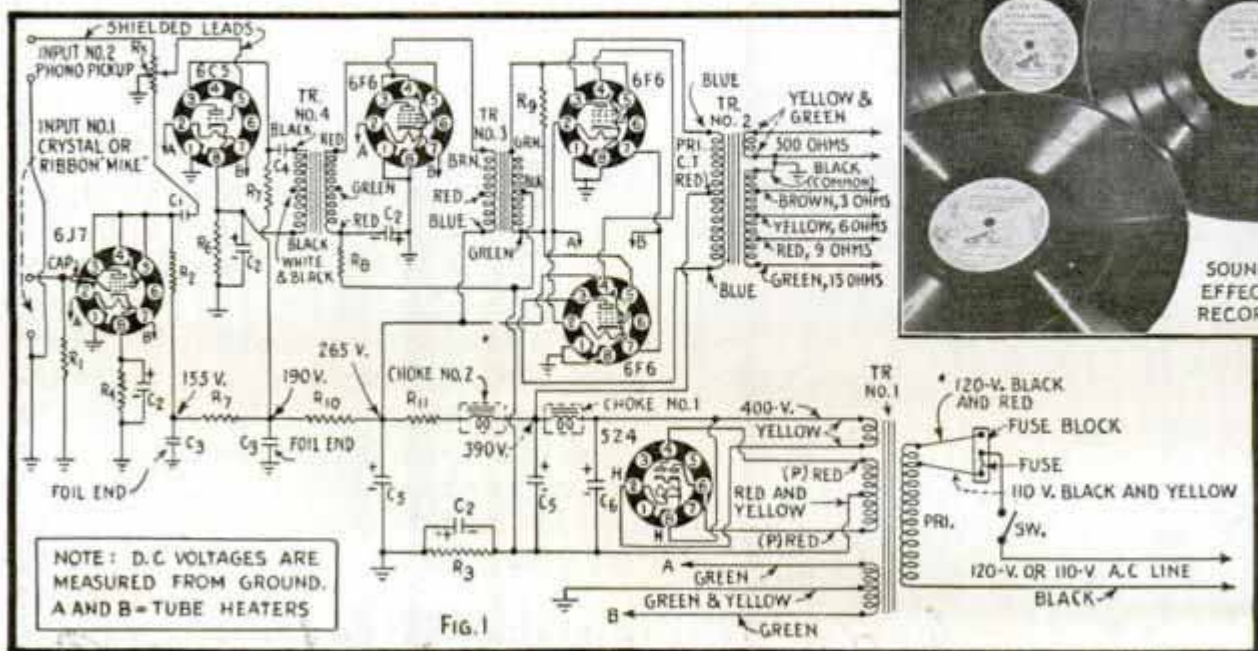 SHIELDED LEADS
INPUT NO.2
PHONO PICKUP
INPUT NO.1
CRYSTAL OR
RIBBON "MIKE"
6C5
6J7
CAP.
6F6
6F6
6F6
5Z4
TR.
NO.4
BLACK
RED
GREEN
RED
BLACK
WHITE
& BLACK
TR
NO.3
BRN.
RED
BLUE
GRN.
GREEN
BLUE
TR.
NO. 2
PRI.
C.T
RED
BLUE
YELLOW &
GREEN
500 OHMS
BLACK
(COMMON)
BROWN, 3 OHMS
YELLOW, 6 OHMS
RED, 9 OHMS
GREEN, 15 OHMS
R1
R2
R3
R4
R6
R7
R7
R8
R9
R10
R11
C1
C2
C2
C2
C2
C3
C3
C4
C5
C5
C6
A
B
H
H
190 V.
265 V.
390 V.
FOIL END
FOIL END
CHOKE NO.2
CHOKE NO.1
400-V.
YELLOW
(P) RED
RED AND
YELLOW
(P) RED
A
GREEN
GREEN & YELLOW
B
GREEN
TR
NO.1
PRI.
120-V. BLACK
AND RED
FUSE BLOCK
FUSE
110 V. BLACK AND YELLOW
SW.
120-V. OR 110-V. A.C LINE
BLACK
NOTE: D.C VOLTAGES ARE
MEASURED FROM GROUND.
A AND B = TUBE HEATERS
FIG. 1
SOUN
EFFEC
RECOR